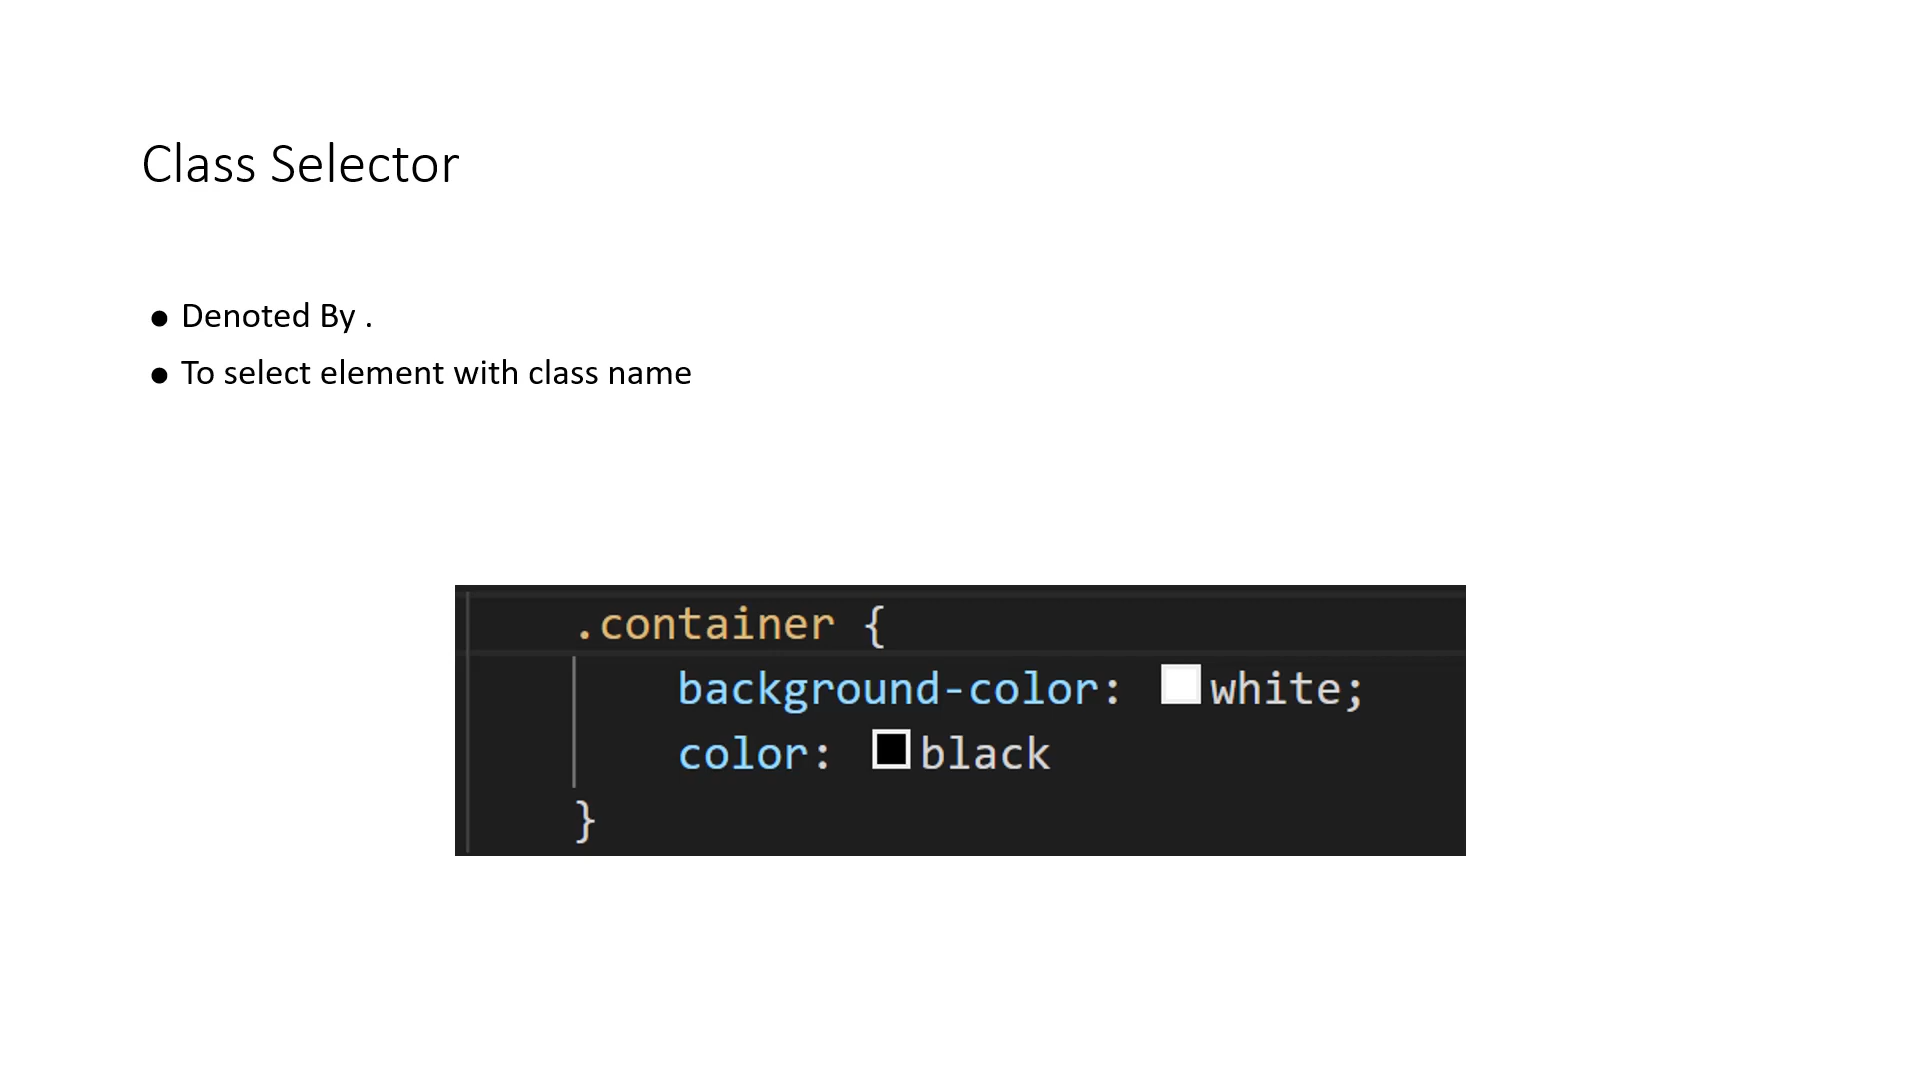 Class Selector
● Denoted By .
● To select element with class name
.container {
background-color: white;
color: black
}